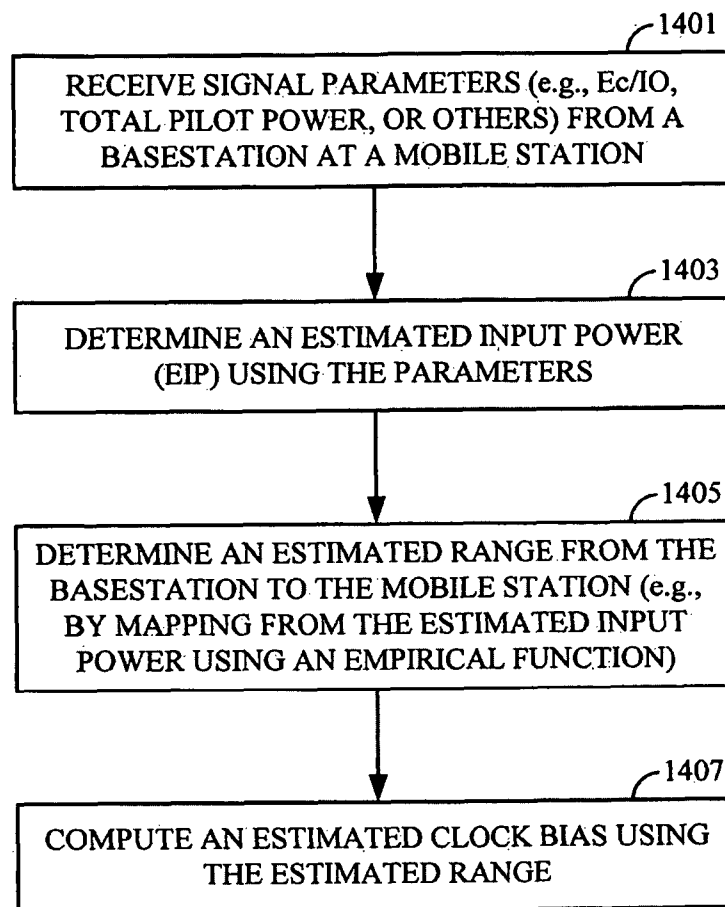 1401
RECEIVE SIGNAL PARAMETERS (e.g., Ec/IO,
TOTAL PILOT POWER, OR OTHERS) FROM A
BASESTATION AT A MOBILE STATION
1403
DETERMINE AN ESTIMATED INPUT POWER
(EIP) USING THE PARAMETERS
1405
DETERMINE AN ESTIMATED RANGE FROM THE
BASESTATION TO THE MOBILE STATION (e.g.,
BY MAPPING FROM THE ESTIMATED INPUT
POWER USING AN EMPIRICAL FUNCTION)
1407
COMPUTE AN ESTIMATED CLOCK BIAS USING
THE ESTIMATED RANGE